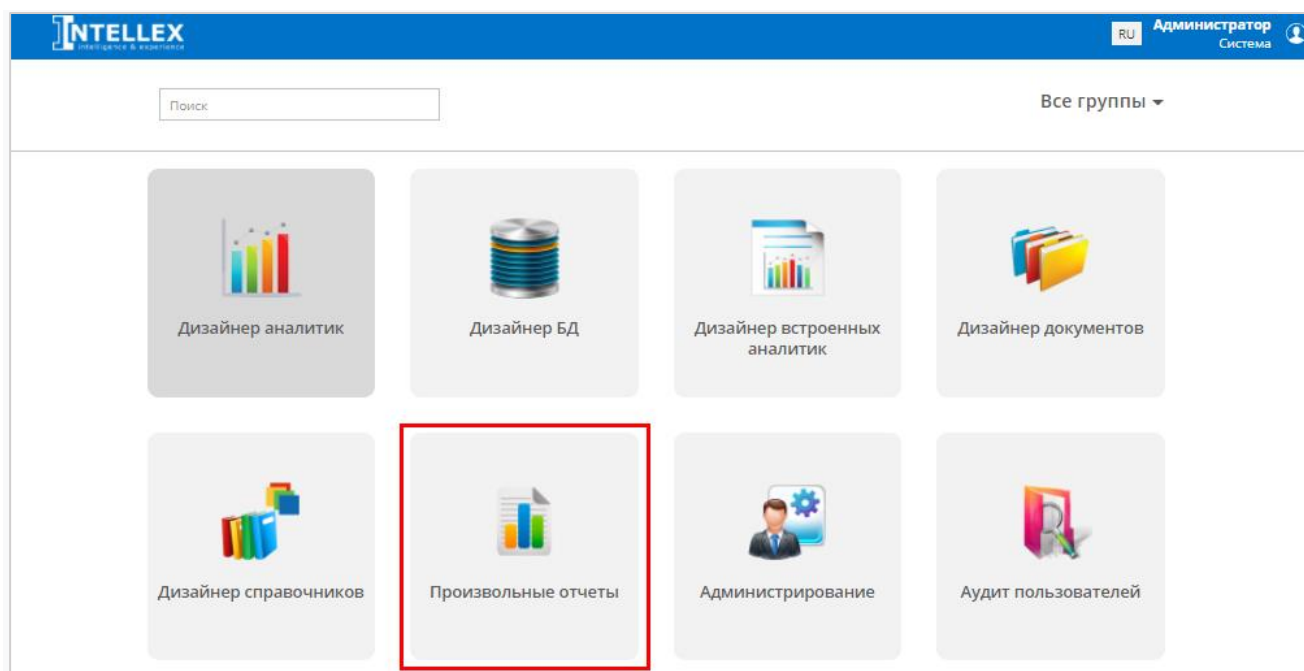 INTELLEX
intelligence & experience
RU
Администратор
Система
Поиск
Все группы
Дизайнер аналитик
Дизайнер БД
Дизайнер встроенных
аналитик
Дизайнер документов
Дизайнер справочников
Произвольные отчеты
Администрирование
Аудит пользователей